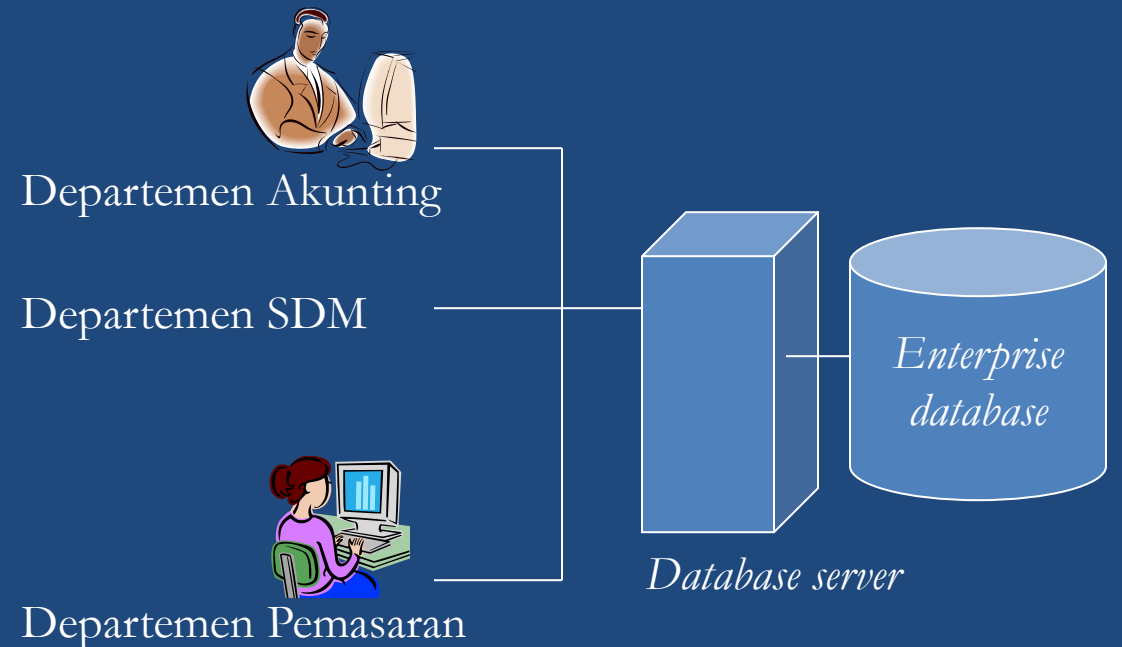 Departemen Akunting
Departemen SDM
Enterprise
database
Database server
Departemen Pemasaran